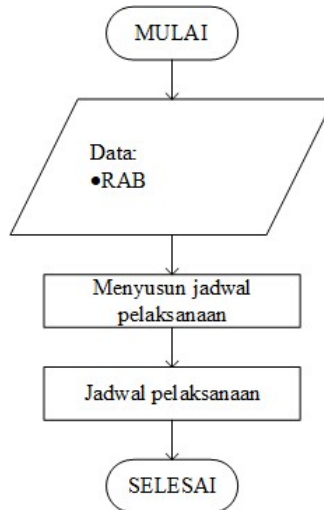 MULAI
Data:
●RAB
Menyusun jadwal
pelaksanaan
Jadwal pelaksanaan
SELESAI